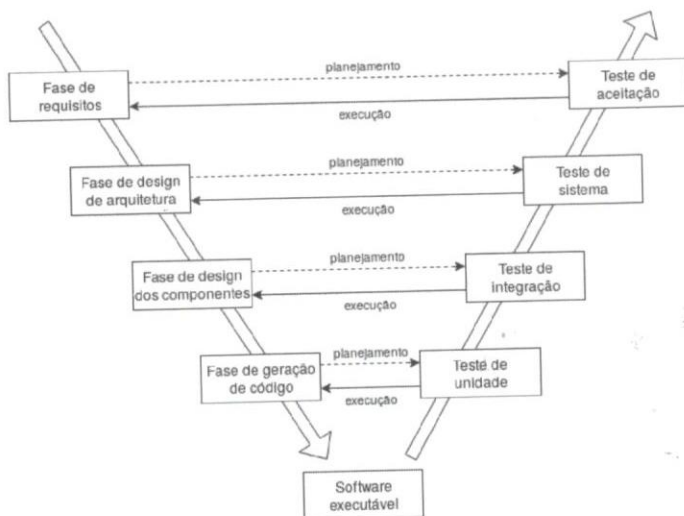 planejamento
Fase de
requisitos
Teste de
aceitação
execução
planejamento
Fase de design
de arquitetura
Teste de
sistema
execução
planejamento
Fase de design
dos componentes
Teste de
integração
execução
planejamento
Fase de geração
de código
Teste de
unidade
execução
Software
executável